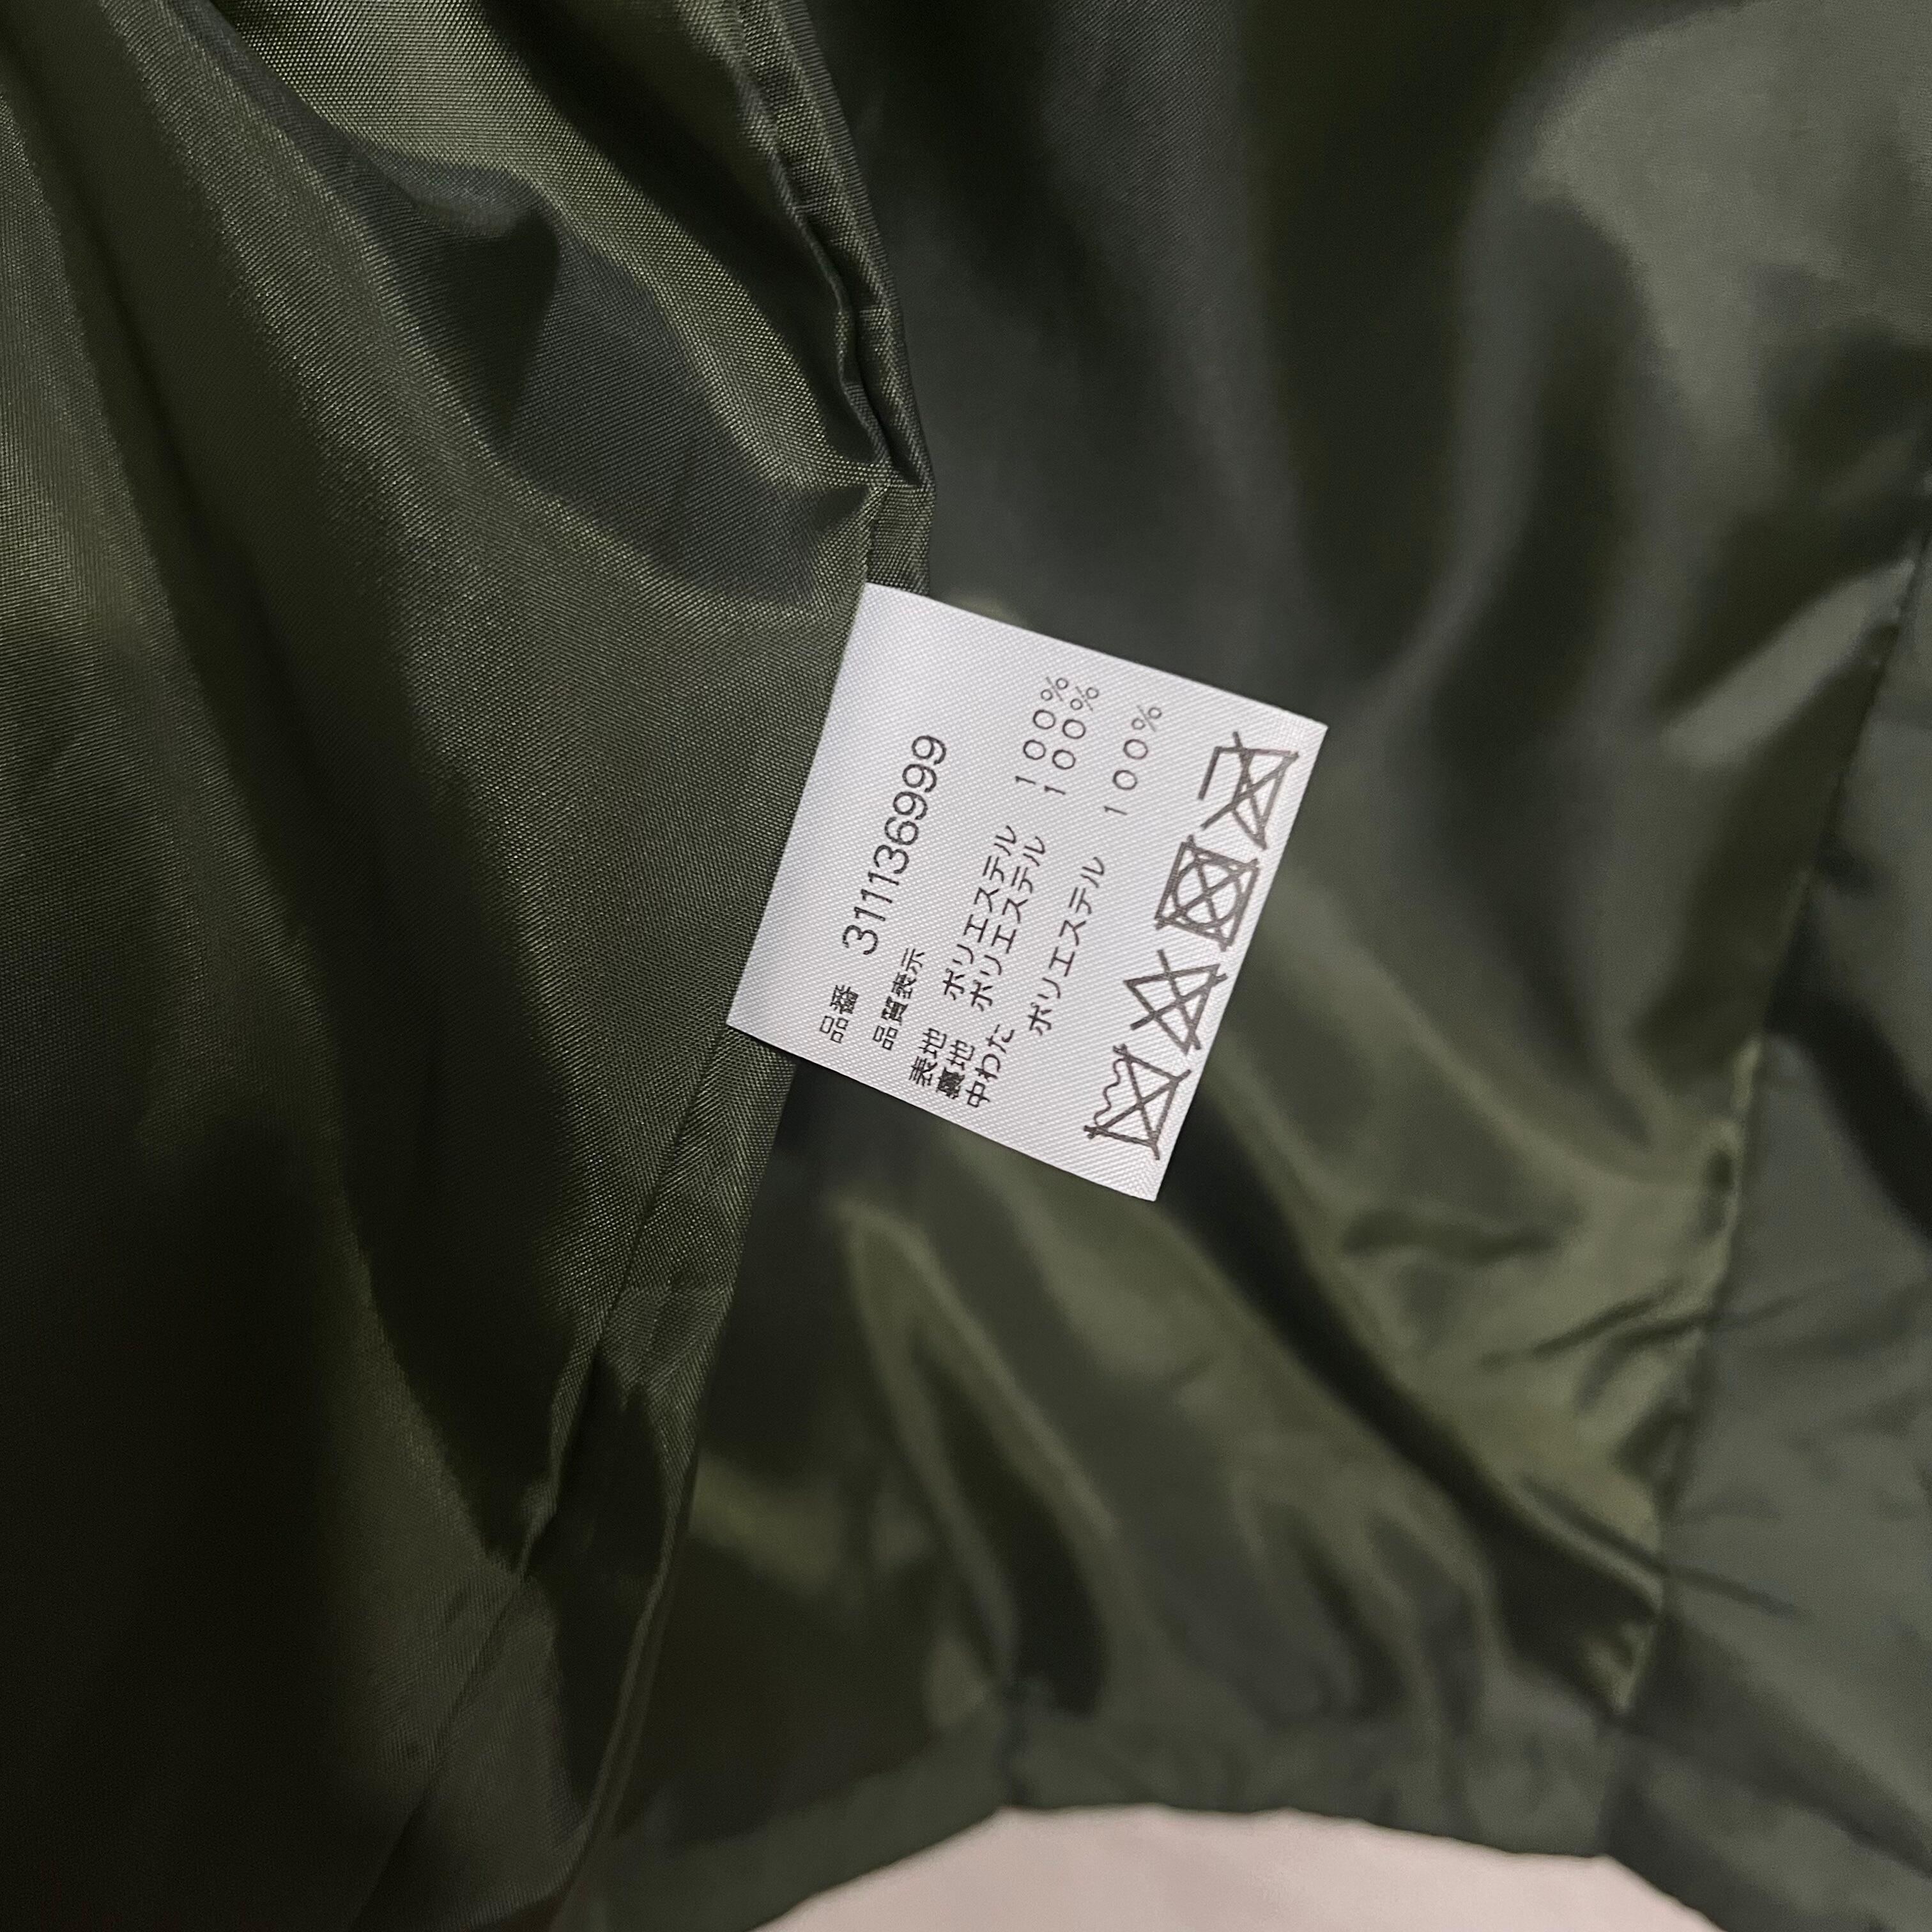 品番 311136999
品質表示
表地 ポリエステル 100%
裏地 ポリエステル 100%
中わた
ポリエステル 100%